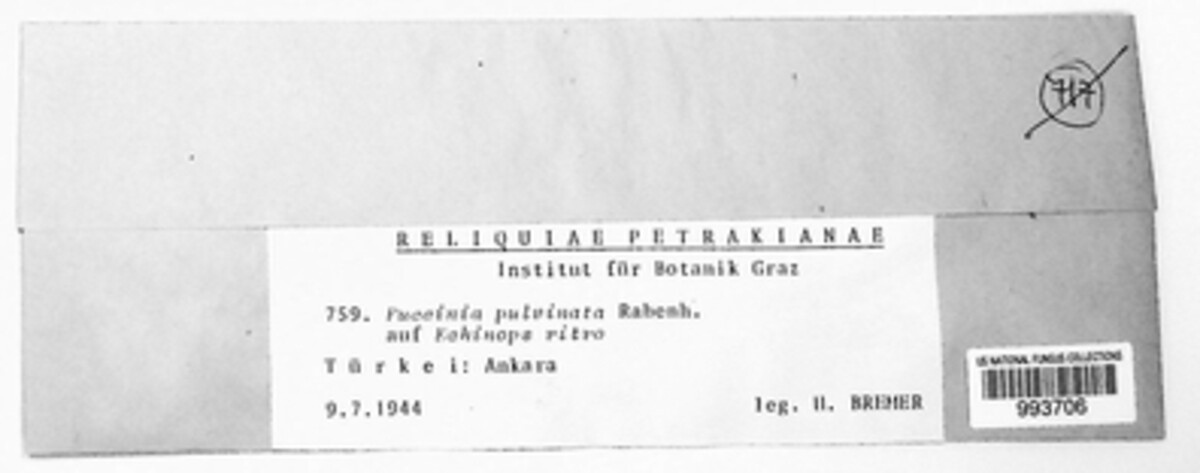 717
RELIQUIAE PETRAKIANAE
Institut für Botanik Graz
759. Puccinia pulvinata Rabenh.
auf Echinops ritro
Türkei: Ankara
9.7.1944 leg. H. BREMER
US NATIONAL FUNGUS COLLECTIONS
993706